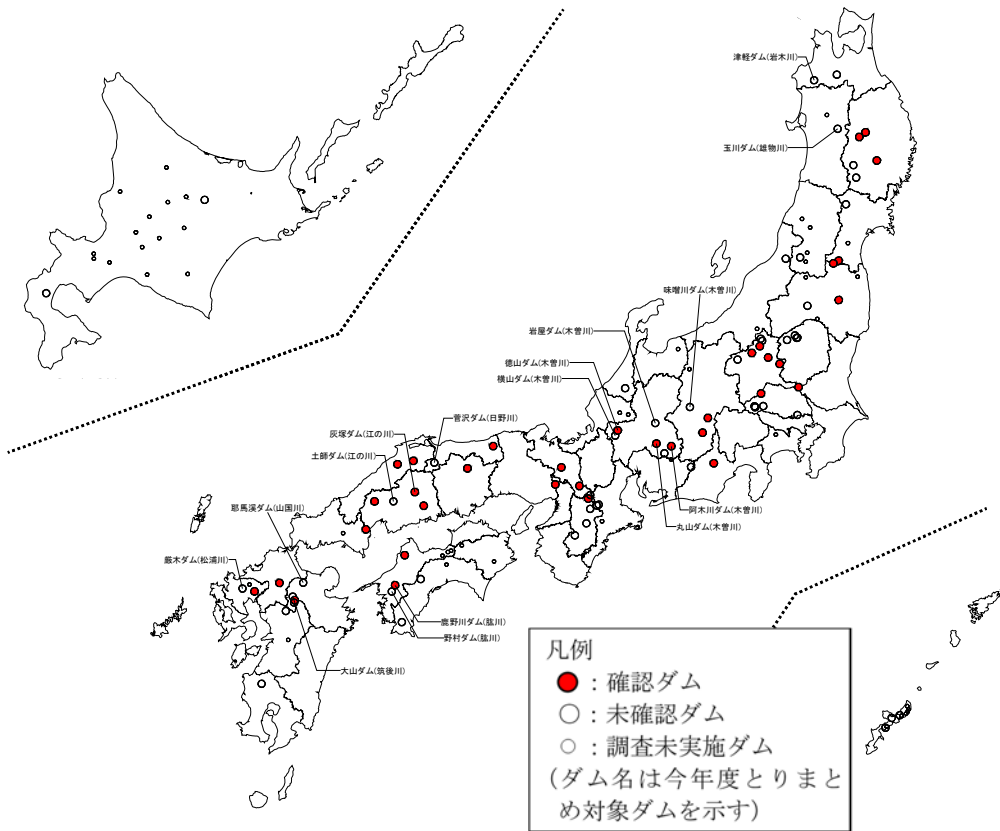 津軽ダム(岩木川)
玉川ダム(雄物川)
味噌川ダム(木曽川)
岩屋ダム(木曽川)
徳山ダム(木曽川)
横山ダム(木曽川)
菅沢ダム(日野川)
灰塚ダム(江の川)
土師ダム(江の川)
耶馬溪ダム(山国川)
厳木ダム(松浦川)
阿木川ダム(木曽川)
丸山ダム(木曽川)
鹿野川ダム(肱川)
野村ダム(肱川)
大山ダム(筑後川)
凡例
:確認ダム
:未確認ダム
:調査未実施ダム
(ダム名は今年度とりまと
め対象ダムを示す)